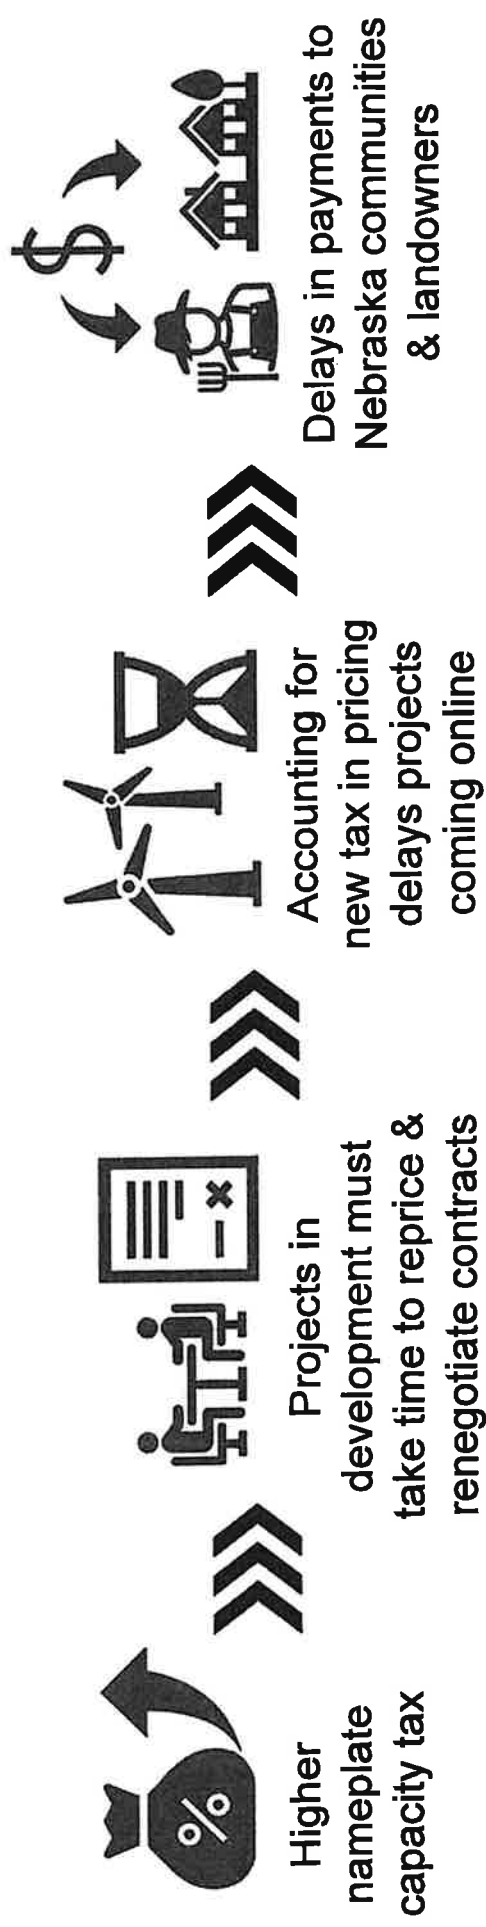 Higher
nameplate
capacity tax
Projects in
development must
take time to reprice &
renegotiate contracts
Accounting for
new tax in pricing
delays projects
coming online
$
Delays in payments to
Nebraska communities
& landowners